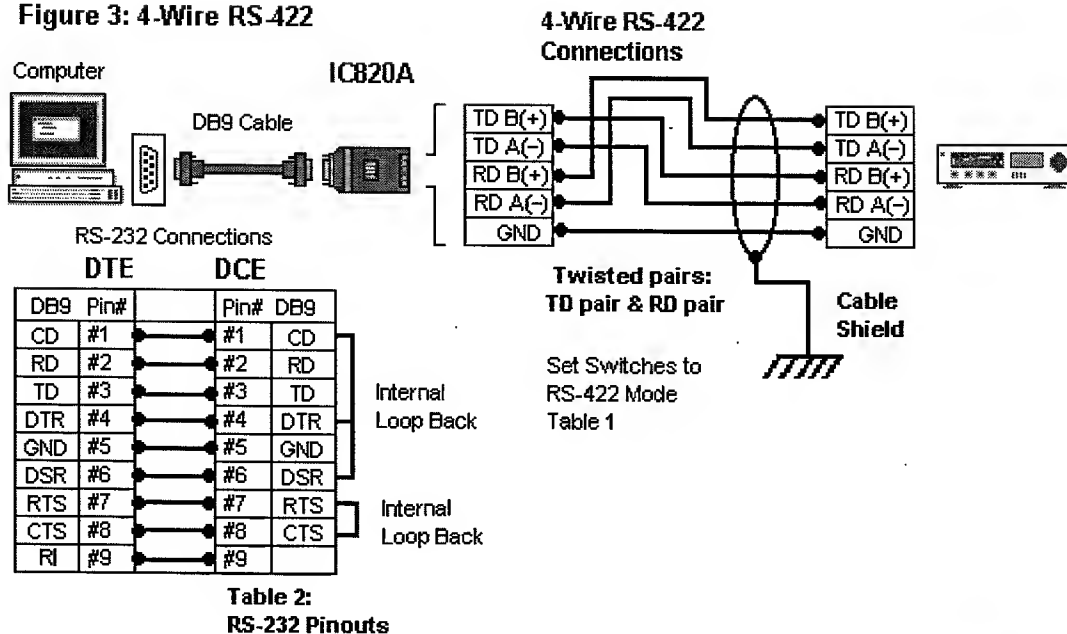 Figure 3: 4-Wire RS-422
4-Wire RS-422
Connections
Computer
IC820A
DB9 Cable
TD B(+)
TD A(-)
RD B(+)
RD A(-)
GND
TD B(+)
TD A(-)
RD B(+)
RD A(-)
GND
RS-232 Connections
DTE DCE
DB9 Pin# Pin# DB9
CD #1 #1 CD
RD #2 #2 RD
TD #3 #3 TD
DTR #4 #4 DTR
GND #5 #5 GND
DSR #6 #6 DSR
RTS #7 #7 RTS
CTS #8 #8 CTS
RI #9 #9
Internal
Loop Back
Internal
Loop Back
Twisted pairs:
TD pair & RD pair
Cable
Shield
Set Switches to
RS-422 Mode
Table 1
Table 2:
RS-232 Pinouts